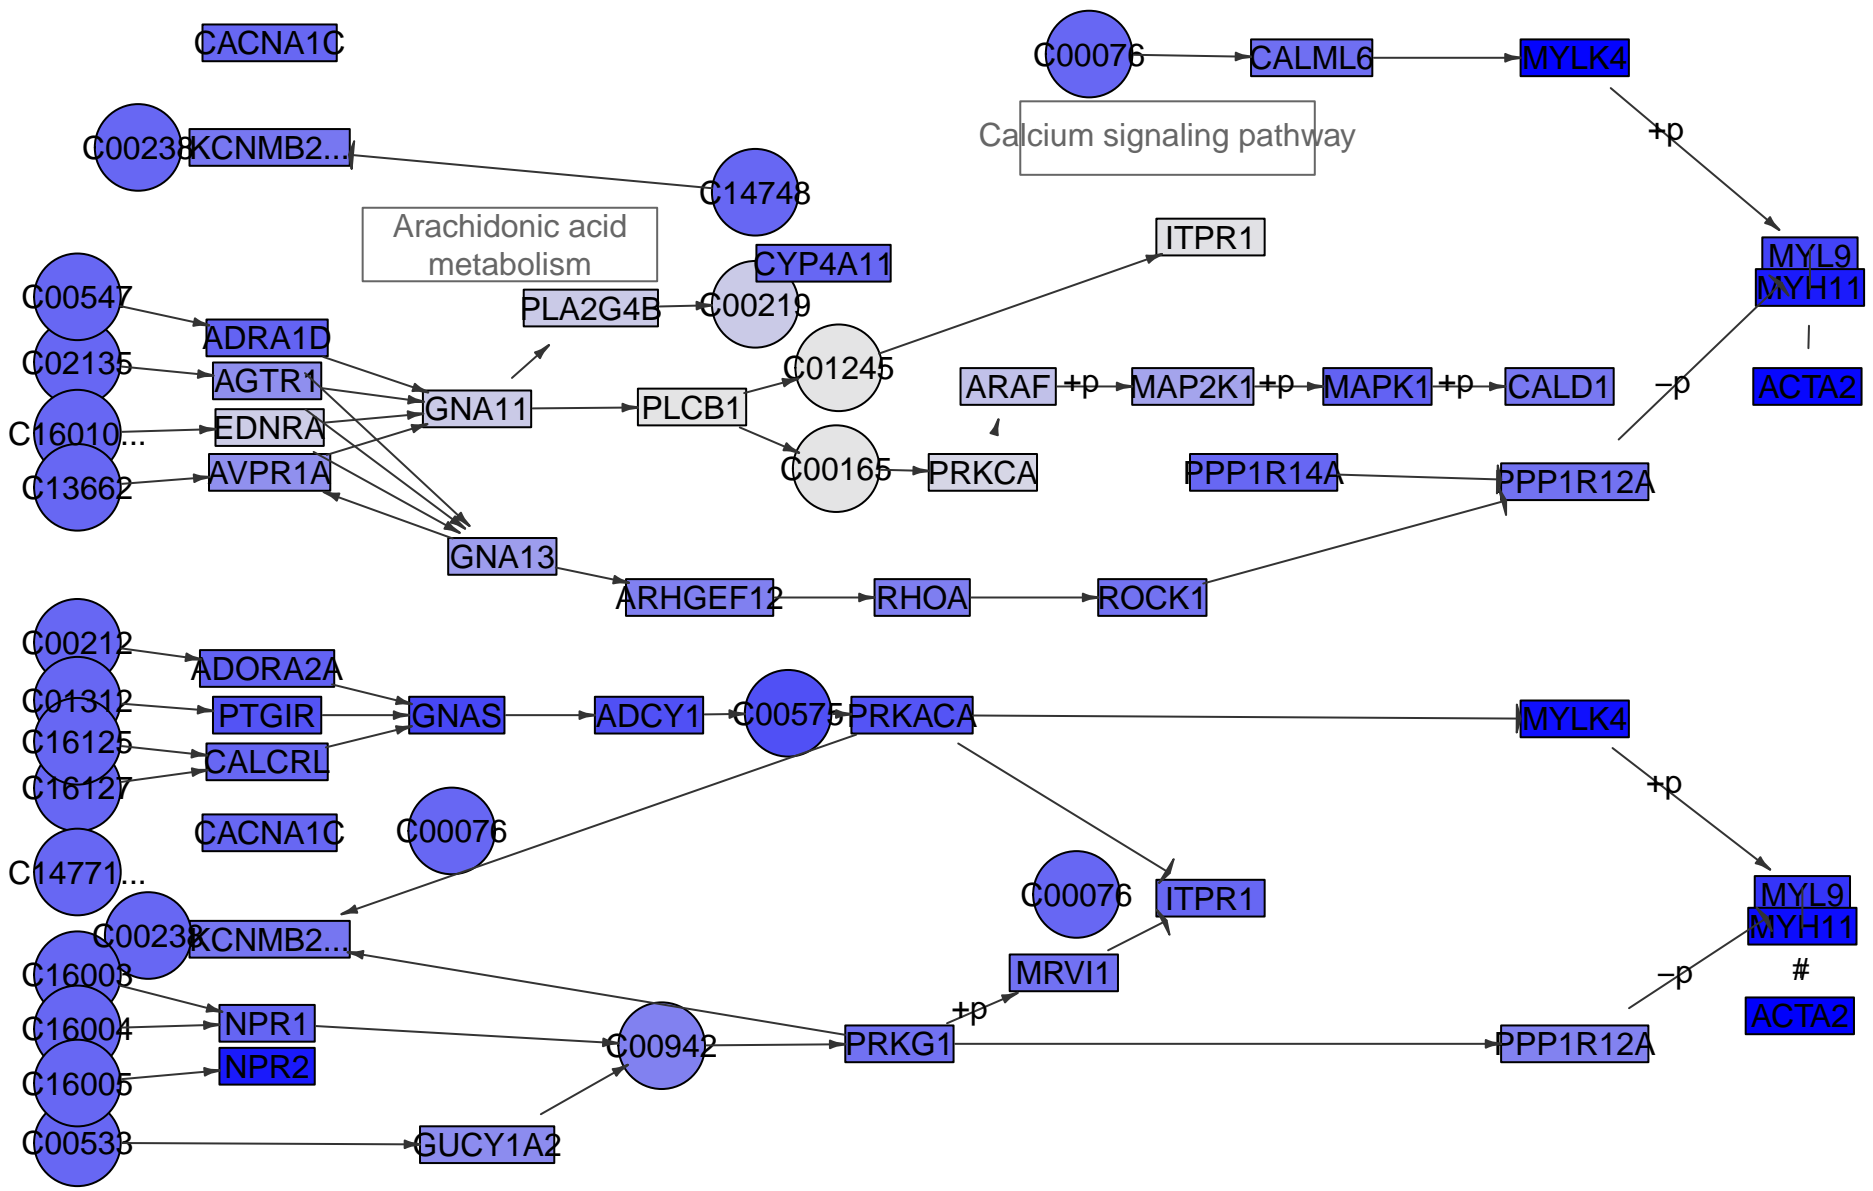 CACNA1C
C00076
CALML6
MYLK4
+p
C00238
KCNMB2...
C14748
Calcium signaling pathway
Arachidonic acid
metabolism
ITPR1
CYP4A11
MYL9
MYH11
C00547
PLA2G4B
C00219
ADRA1D
C02135
AGTR1
C01245
ARAF
+p
MAP2K1
+p
MAPK1
+p
CALD1
−p
ACTA2
GNA11
PLCB1
C16010...
EDNRA
C13662
AVPR1A
C00165
PRKCA
PPP1R14A
PPP1R12A
GNA13
ARHGEF12
RHOA
ROCK1
C00212
ADORA2A
C01312
PTGIR
GNAS
ADCY1
C00575
PRKACA
MYLK4
C16125
CALCRL
C16127
+p
CACNA1C
C00076
C14771...
C00076
ITPR1
MYL9
MYH11
C00238
KCNMB2...
C16003
MRVI1
−p
#
+p
ACTA2
C16004
NPR1
C00942
PRKG1
PPP1R12A
NPR2
C16005
C00533
GUCY1A2